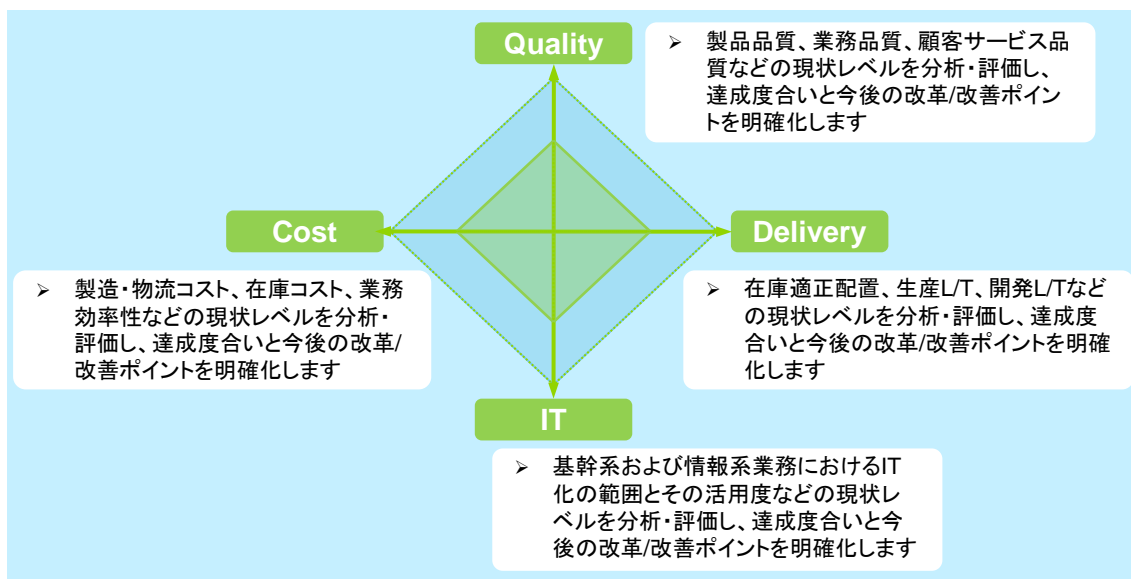 Quality
➢ 製品品質、業務品質、顧客サービス品
質などの現状レベルを分析・評価し、
達成度合いと今後の改革/改善ポイン
トを明確化します
Cost
➢ 製造・物流コスト、在庫コスト、業務
効率性などの現状レベルを分析・
評価し、達成度合いと今後の改革/
改善ポイントを明確化します
Delivery
➢ 在庫適正配置、生産L/T、開発L/Tなど
の現状レベルを分析・評価し、達成度
合いと今後の改革/改善ポイントを明確
化します
IT
➢ 基幹系および情報系業務におけるIT
化の範囲とその活用度などの現状レ
ベルを分析・評価し、達成度合いと今
後の改革/改善ポイントを明確化します